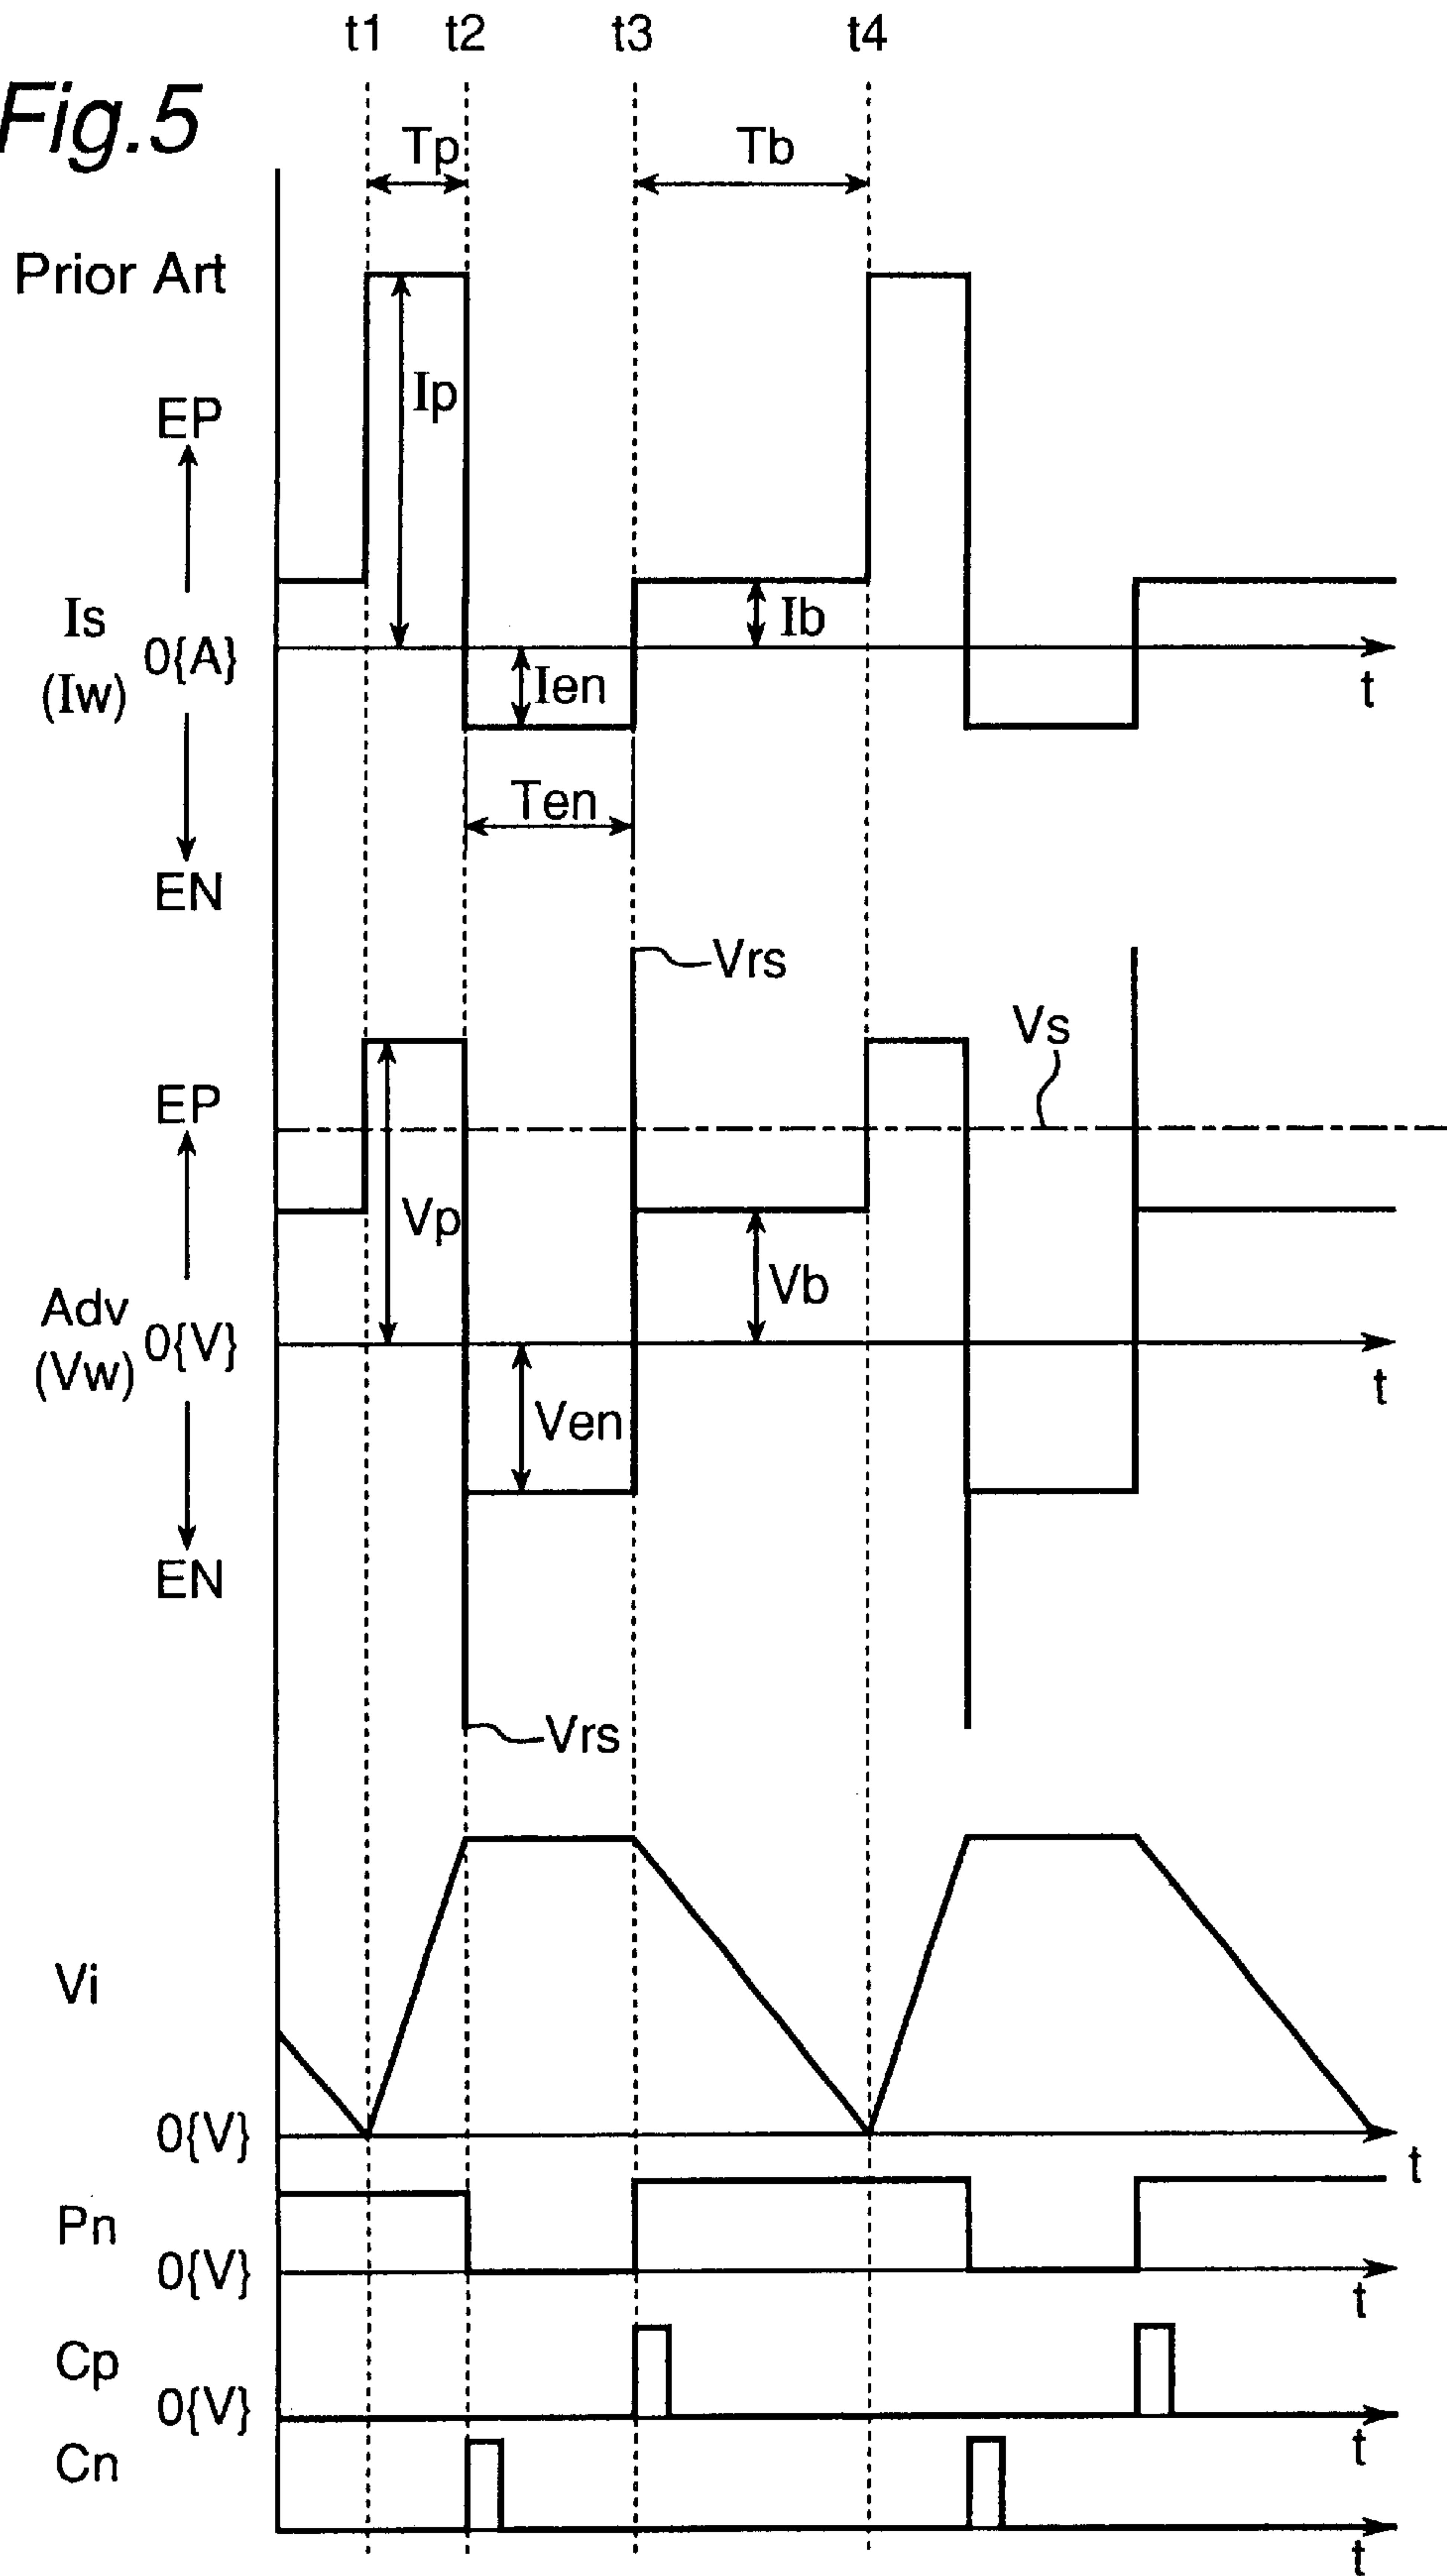 t1 t2 t3 t4
Fig.5
Tp Tb
Prior Art
Ip
EP
Is
(Iw)
0{A}
Ib
Ien
t
Ten
EN
Vrs
Vs
EP
Vp
Vb
Adv
(Vw)
0{V}
t
Ven
EN
Vrs
Vi
0{V}
t
Pn
0{V}
t
Cp
0{V}
t
Cn
t